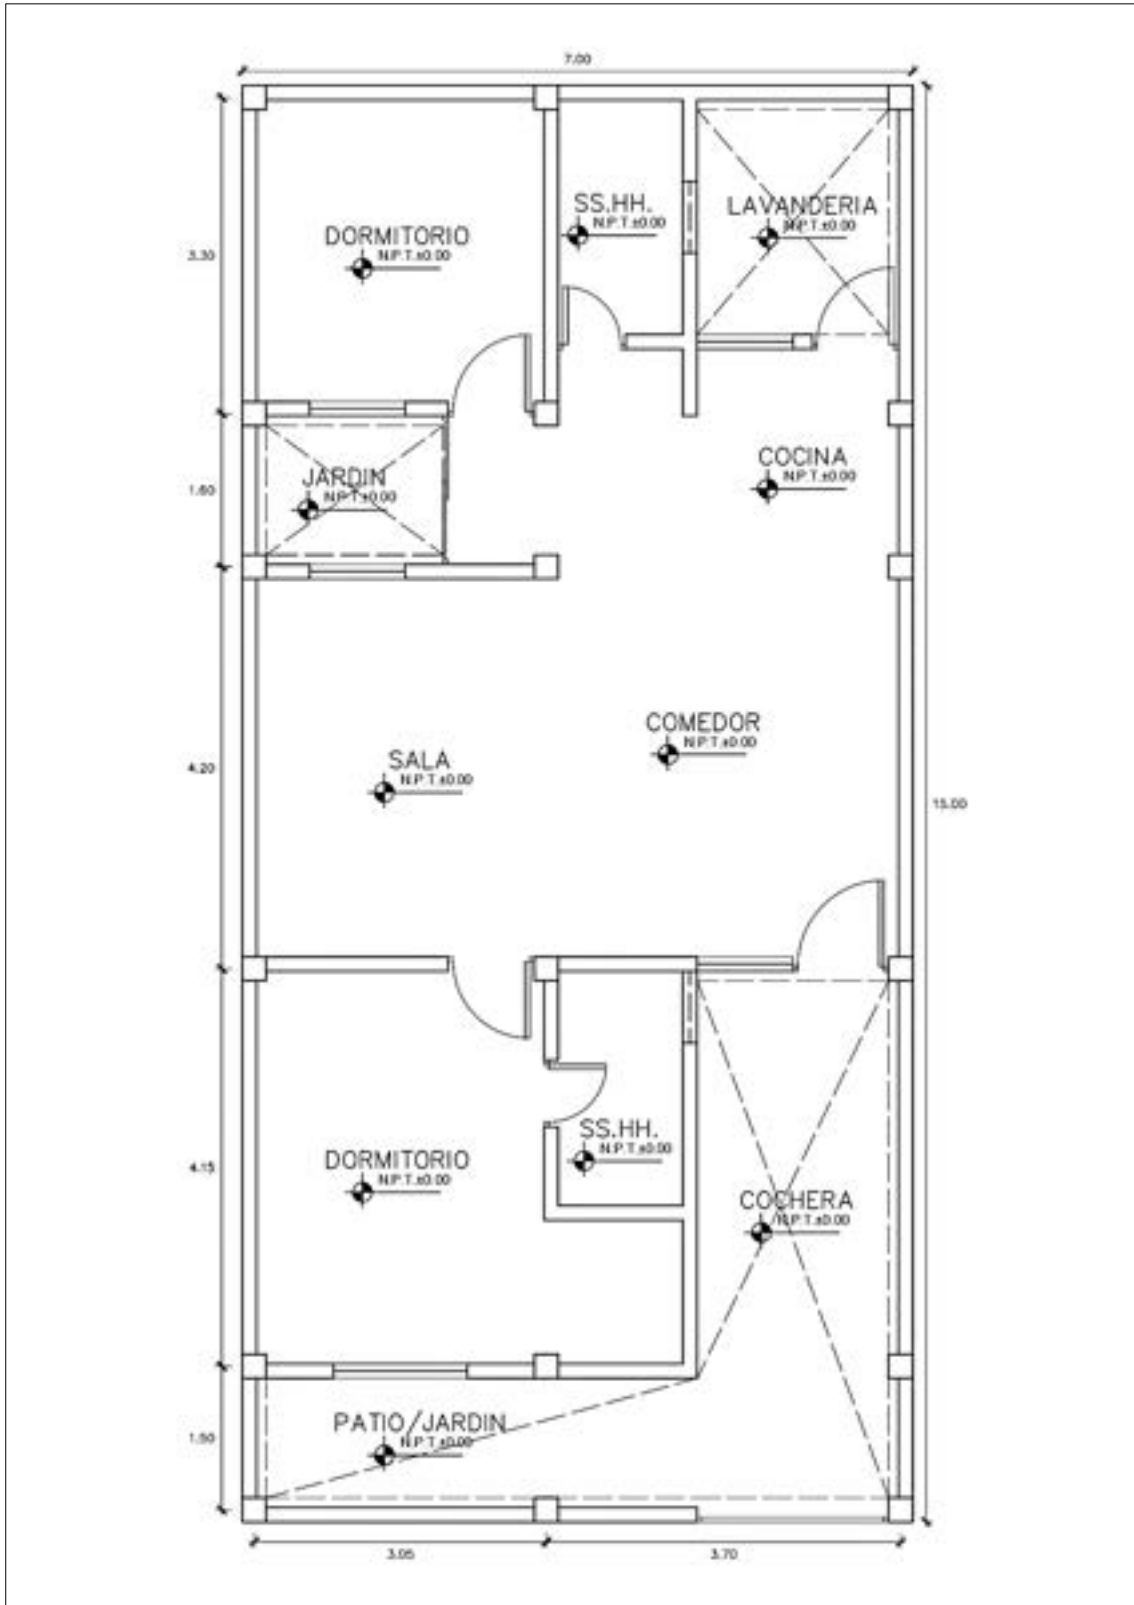 7.00
SS.HH.
N.P.T.±0.00
LAVANDERIA
N.P.T.±0.00
DORMITORIO
N.P.T.±0.00
3.30
COCINA
N.P.T.±0.00
JARDIN
N.P.T.±0.00
1.60
COMEDOR
N.P.T.±0.00
SALA
N.P.T.±0.00
4.20
15.00
SS.HH.
N.P.T.±0.00
DORMITORIO
N.P.T.±0.00
4.15
COCHERA
N.P.T.±0.00
PATIO/JARDIN
N.P.T.±0.00
1.50
3.05
3.70